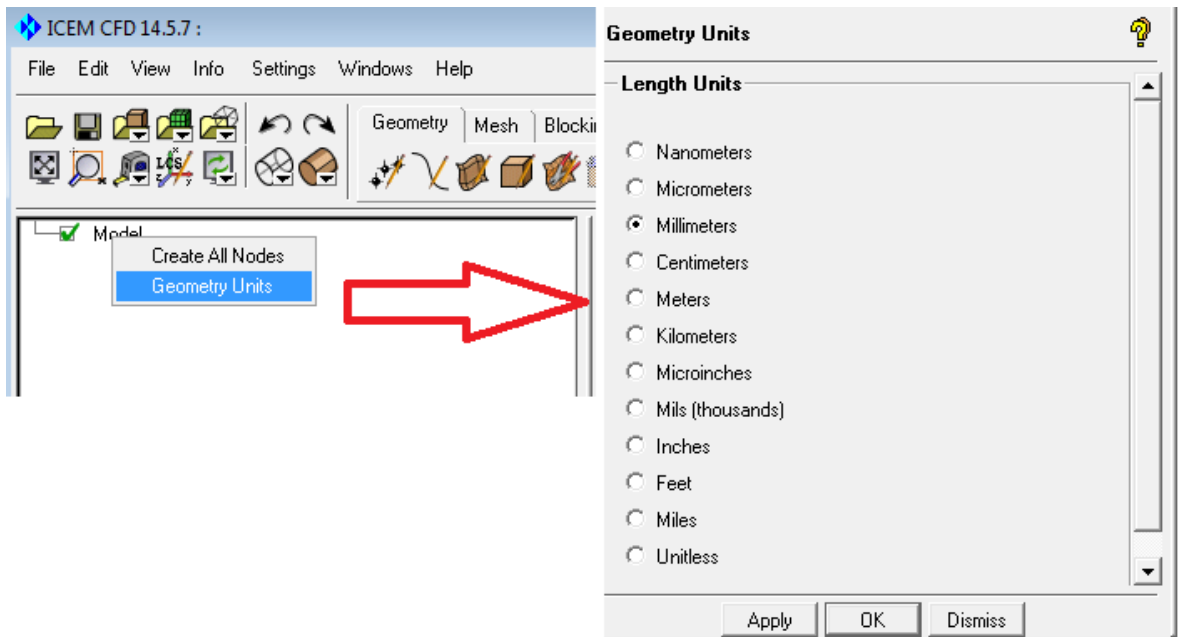 ICEM CFD 14.5.7 :
File Edit View Info Settings Windows Help
Geometry Mesh Blocki
LCS
Model
Create All Nodes
Geometry Units
Geometry Units
Length Units
Nanometers
Micrometers
Millimeters
Centimeters
Meters
Kilometers
Microinches
Mils (thousands)
Inches
Feet
Miles
Unitless
Apply OK Dismiss